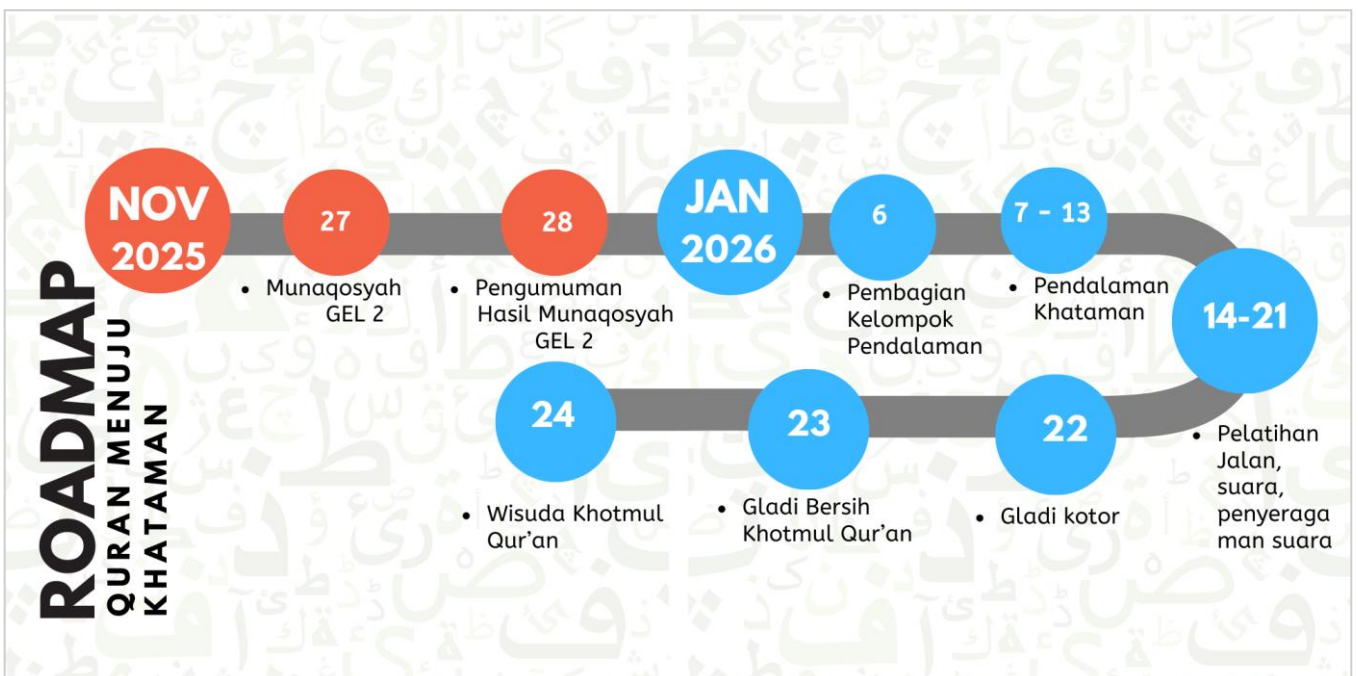 ROADMAP
QURAN MENUJU
KHATAMAN
NOV
2025
27
• Munaqosyah
GEL 2
28
• Pengumuman
Hasil Munaqosyah
GEL 2
JAN
2026
6
• Pembagian
Kelompok
Pendalaman
7 - 13
• Pendalaman
Khataman
14-21
• Pelatihan
Jalan,
suara,
penyeraga
man suara
22
• Gladi kotor
23
• Gladi Bersih
Khotmul Qur’an
24
• Wisuda Khotmul
Qur’an